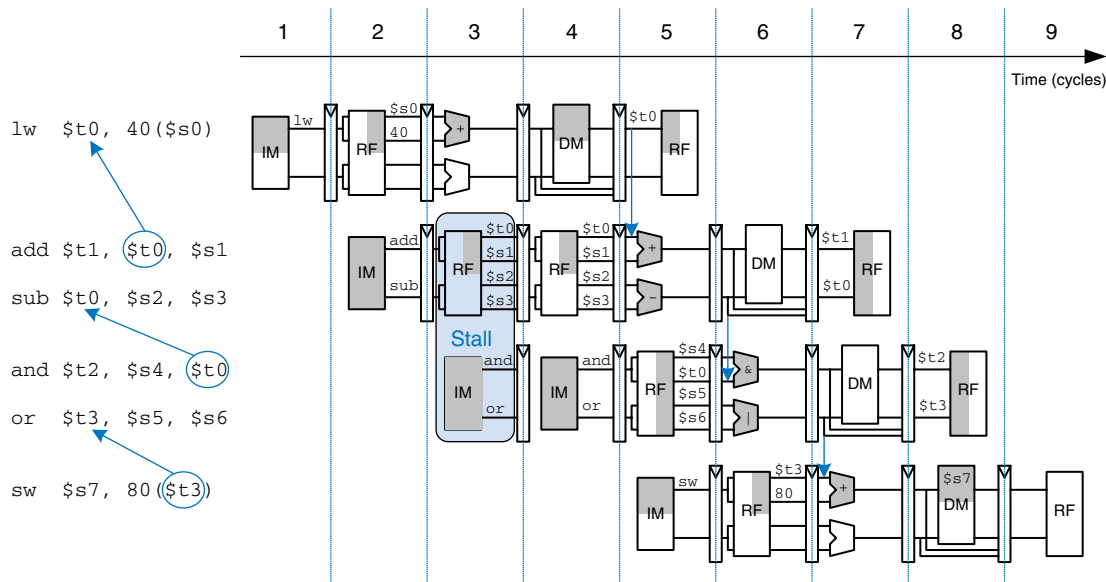 1 2 3 4 5 6 7 8 9
Time (cycles)
lw $t0, 40($s0)
IM lw RF $s0 40 + DM $t0 RF
add $t1, $t0, $s1
sub $t0, $s2, $s3
IM add sub RF $t0 $s1 $s2 $s3 RF $t0 $s1 $s2 $s3 + - DM $t1 $t0 RF
Stall
and $t2, $s4, $t0
or $t3, $s5, $s6
IM and or IM and or RF $s4 $t0 $s5 $s6 & | DM $t2 $t3 RF
sw $s7, 80($t3)
IM sw RF $t3 80 + $s7 DM RF